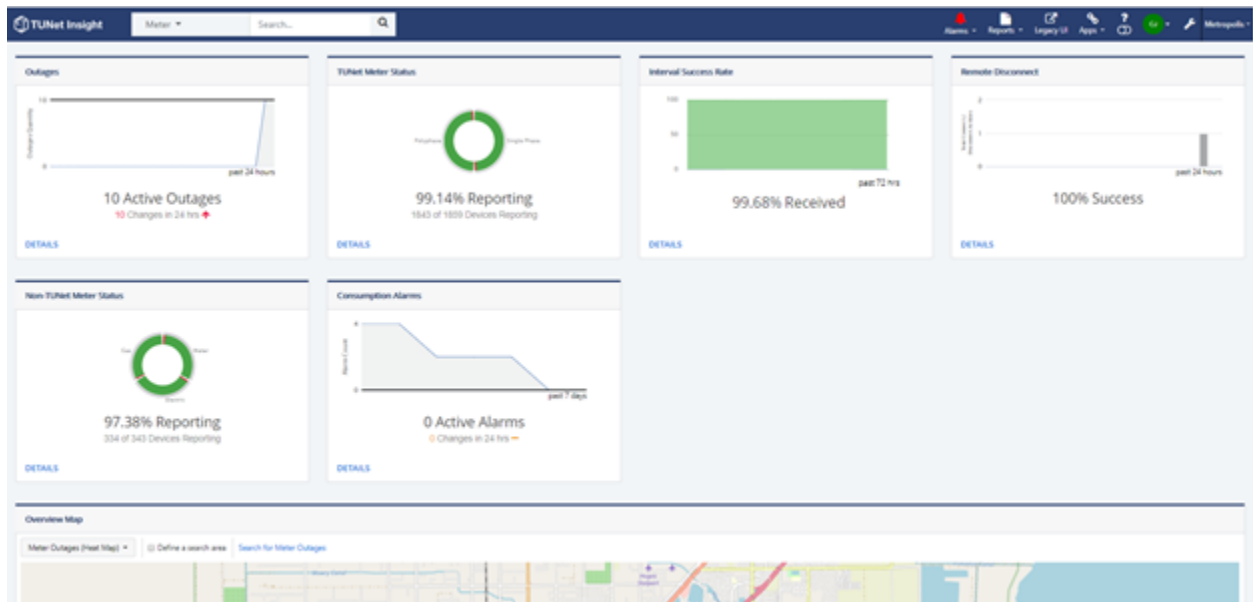 TUNet Insight
Meter
Search...
Alarms
Reports
Legacy UI
Apps
?
Metropolis
Outages
10
Outages Quantity
0
past 24 hours
10 Active Outages
10 Changes in 24 hrs
DETAILS
TUNet Meter Status
Polyphase
Single Phase
99.14% Reporting
1843 of 1859 Devices Reporting
DETAILS
Interval Success Rate
100
50
0
past 72 hrs
99.68% Received
DETAILS
Remote Disconnect
2
1
0
past 24 hours
100% Success
DETAILS
Non-TUNet Meter Status
Gas
Water
Electric
97.38% Reporting
334 of 343 Devices Reporting
DETAILS
Consumption Alarms
Alarms Count
0
past 7 days
0 Active Alarms
0 Changes in 24 hrs
DETAILS
Overview Map
Meter Outages (Heat Map)
Define a search area
Search for Meter Outages